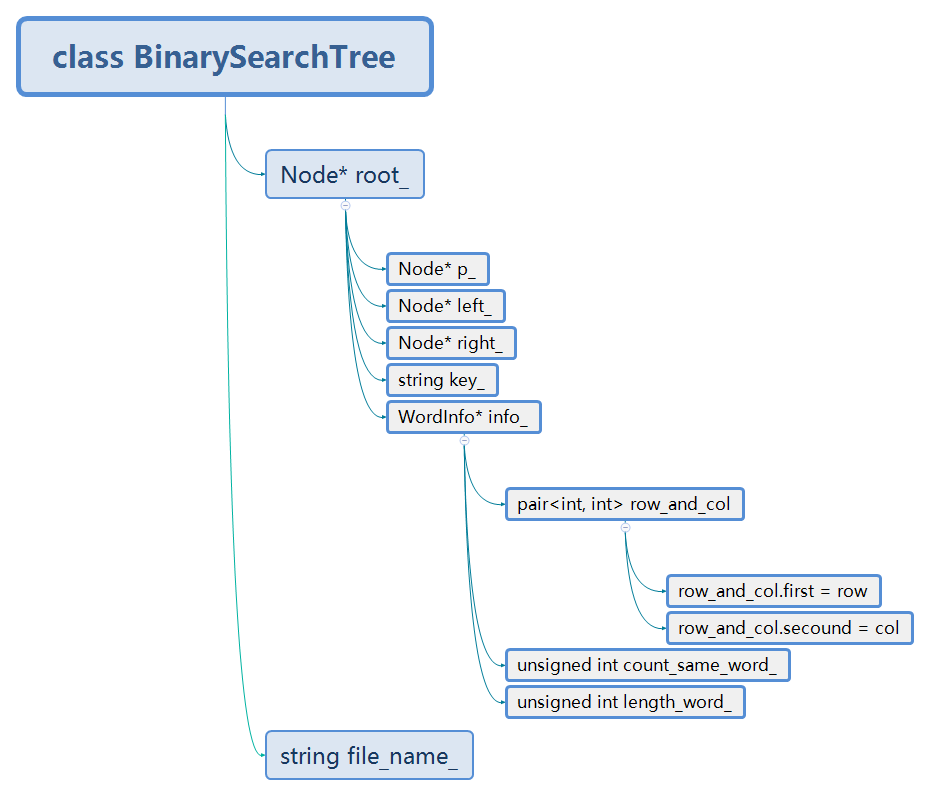 class BinarySearchTree
Node* root_
Node* p_
Node* left_
Node* right_
string key_
WordInfo* info_
pair<int, int> row_and_col
row_and_col.first = row
row_and_col.secound = col
unsigned int count_same_word_
unsigned int length_word_
string file_name_